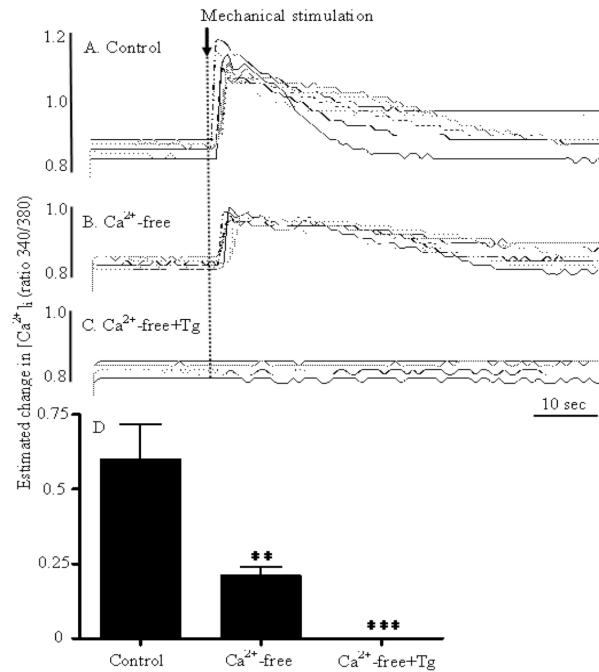 Mechanical stimulation
1.2
A. Control
1.0
0.8
1.0
B. Ca²⁺-free
0.8
C. Ca²⁺-free+Tg
1.0
0.8
10 sec
Estimated change in [Ca²⁺]i (ratio 340/380)
0.75
D
0.5
0.25
0
**
***
Control
Ca²⁺-free
Ca²⁺-free+Tg